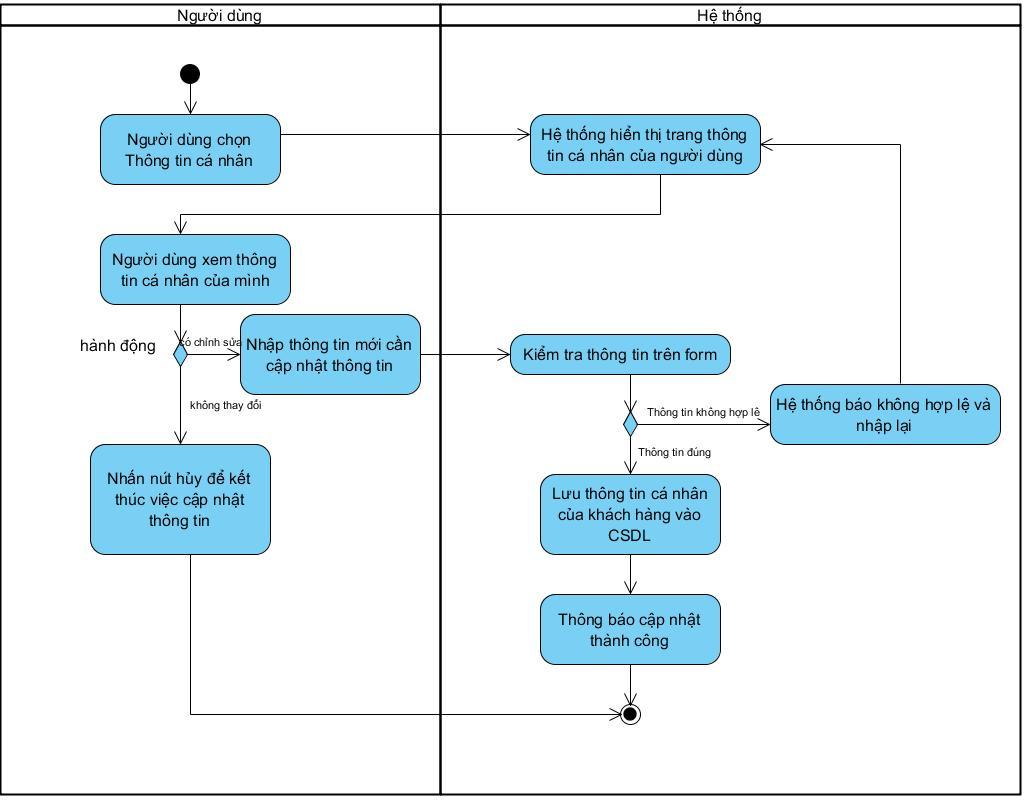 Người dùng
Hệ thống
Người dùng chọn
Thông tin cá nhân
Hệ thống hiển thị trang thông
tin cá nhân của người dùng
Người dùng xem thông
tin cá nhân của mình
hành động
có chỉnh sửa
Nhập thông tin mới cần
cập nhật thông tin
Kiểm tra thông tin trên form
không thay đổi
Thông tin không hợp lệ
Hệ thống báo không hợp lệ và
nhập lại
Thông tin đúng
Nhấn nút hủy để kết
thúc việc cập nhật
thông tin
Lưu thông tin cá nhân
của khách hàng vào
CSDL
Thông báo cập nhật
thành công